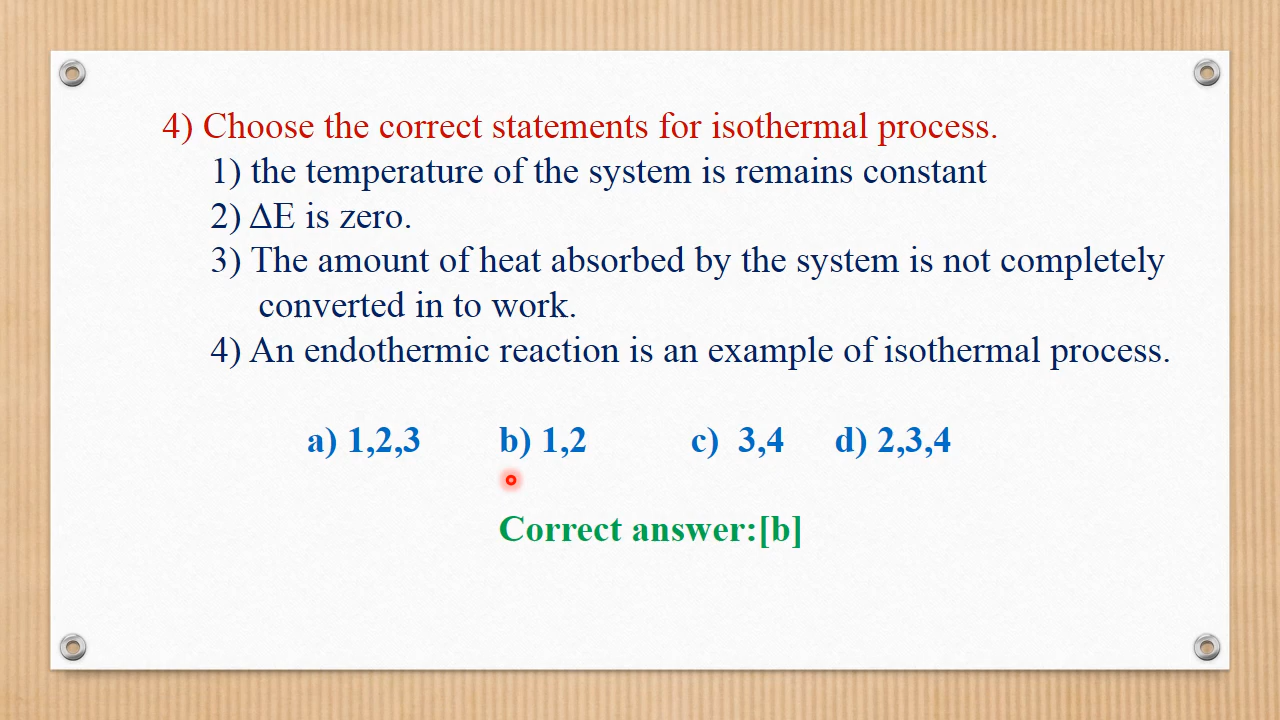 4) Choose the correct statements for isothermal process.
1) the temperature of the system is remains constant
2) ΔE is zero.
3) The amount of heat absorbed by the system is not completely
converted in to work.
4) An endothermic reaction is an example of isothermal process.
a) 1,2,3 b) 1,2 c) 3,4 d) 2,3,4
Correct answer:[b]